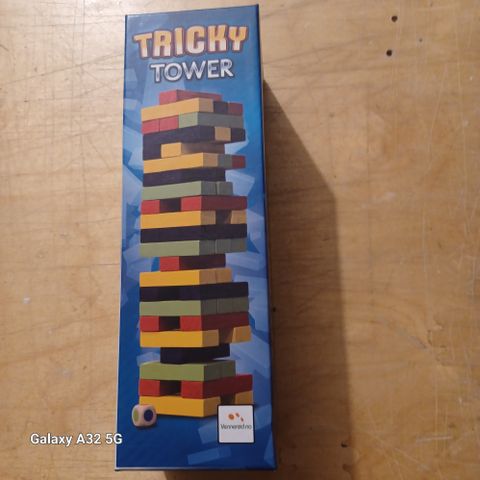 TRICKY
TOWER
Vennerød.no
Galaxy A32 5G